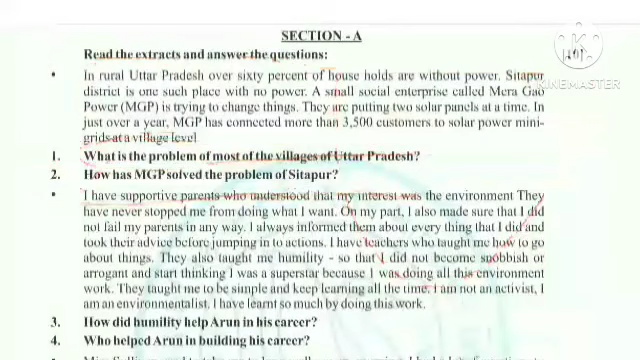 SECTION - A
Read the extracts and answer the questions:
KINEMASTER
• In rural Uttar Pradesh over sixty percent of house holds are without power. Sitapur
district is one such place with no power. A small social enterprise called Mera Gao
Power (MGP) is trying to change things. They are putting two solar panels at a time. In
just over a year, MGP has connected more than 3,500 customers to solar power mini-
grids at a village level
1. What is the problem of most of the villages of Uttar Pradesh?
2. How has MGP solved the problem of Sitapur?
• I have supportive parents who understood that my interest was the environment They
have never stopped me from doing what I want. On my part, I also made sure that I did
not fail my parents in any way. I always informed them about every thing that I did and
took their advice before jumping in to actions. I have teachers who taught me how to go
about things. They also taught me humility - so that I did not become snobbish or
arrogant and start thinking I was a superstar because I was doing all this environment
work. They taught me to be simple and keep learning all the time. I am not an activist, I
am an environmentalist. I have learnt so much by doing this work.
3. How did humility help Arun in his career?
4. Who helped Arun in building his career?